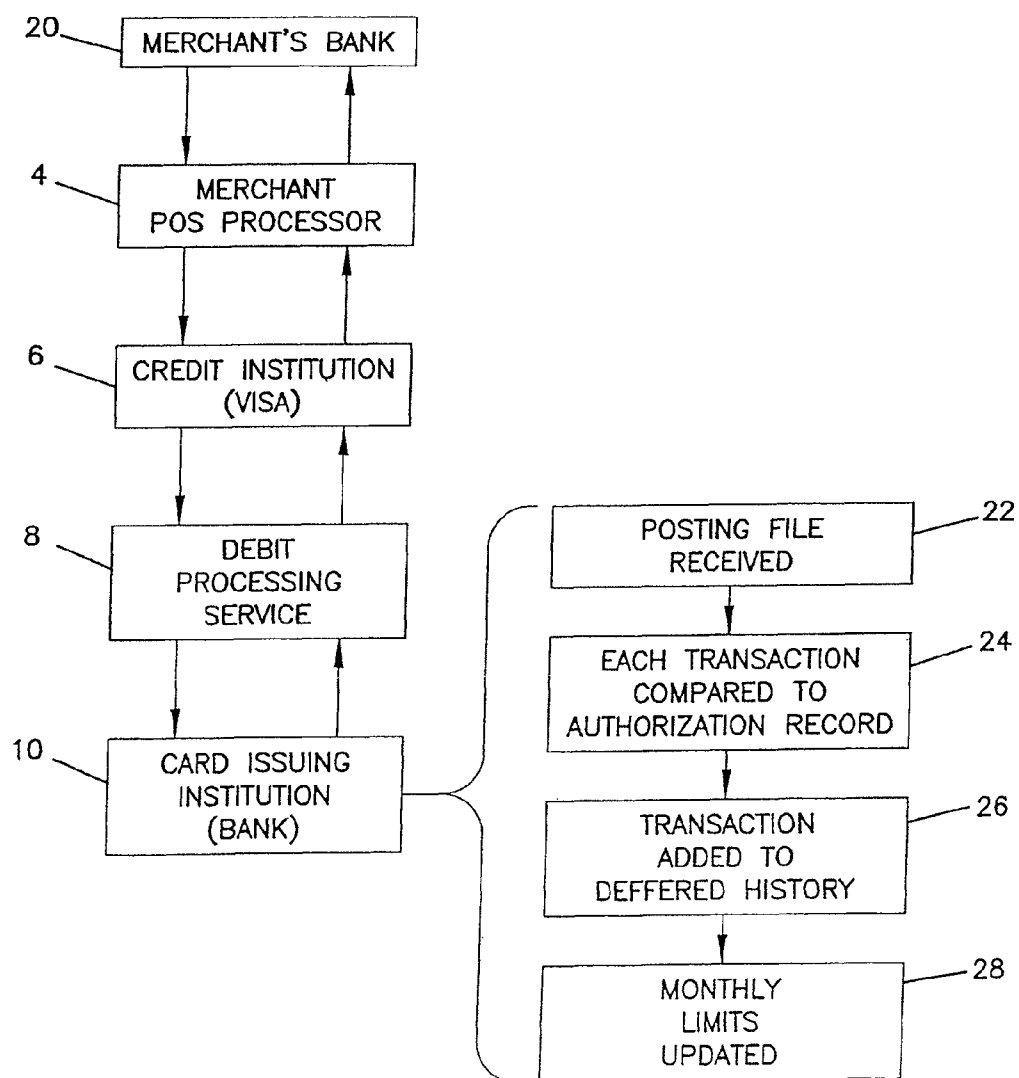 20
MERCHANT'S BANK
4
MERCHANT
POS PROCESSOR
6
CREDIT INSTITUTION
(VISA)
8
DEBIT
PROCESSING
SERVICE
10
CARD ISSUING
INSTITUTION
(BANK)
22
POSTING FILE
RECEIVED
24
EACH TRANSACTION
COMPARED TO
AUTHORIZATION RECORD
26
TRANSACTION
ADDED TO
DEFFERED HISTORY
28
MONTHLY
LIMITS
UPDATED